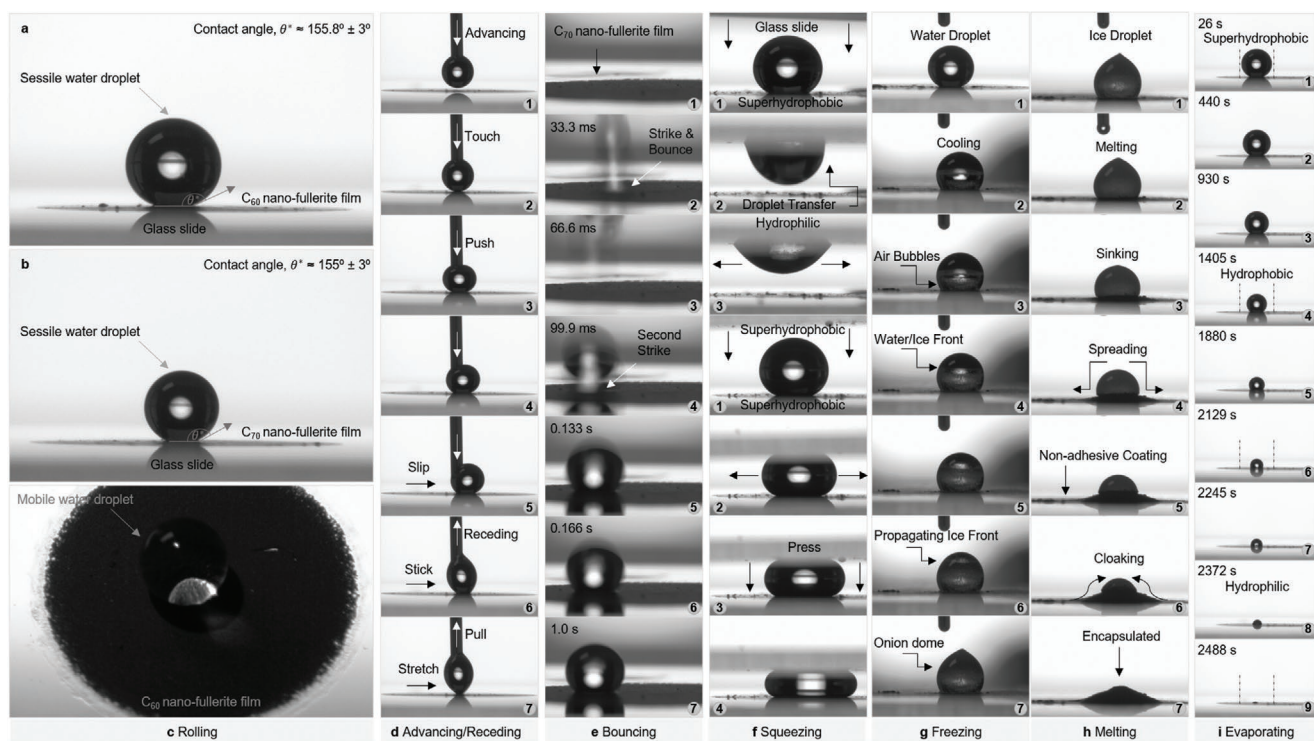 a
Contact angle, θ* ≈ 155.8º ± 3º
Sessile water droplet
θ*
C60 nano-fullerite film
Glass slide
b
Contact angle, θ* ≈ 155º ± 3º
Sessile water droplet
θ*
C70 nano-fullerite film
Glass slide
Mobile water droplet
C60 nano-fullerite film
c Rolling
Advancing
1
Touch
2
Push
3
4
Slip
5
Receding
Stick
6
Pull
Stretch
7
d Advancing/Receding
C70 nano-fullerite film
1
33.3 ms
Strike &
Bounce
2
66.6 ms
3
99.9 ms
Second
Strike
4
0.133 s
5
0.166 s
6
1.0 s
7
e Bouncing
Glass slide
1
Superhydrophobic
2
Droplet Transfer
Hydrophilic
3
Superhydrophobic
1
Superhydrophobic
2
Press
3
4
f Squeezing
Water Droplet
1
Cooling
2
Air Bubbles
3
Water/Ice Front
4
5
Propagating Ice Front
6
Onion dome
7
g Freezing
Ice Droplet
1
Melting
2
Sinking
3
Spreading
4
Non-adhesive Coating
5
Cloaking
6
Encapsulated
7
h Melting
26 s
Superhydrophobic
1
440 s
2
930 s
3
1405 s
Hydrophobic
4
1880 s
5
2129 s
6
2245 s
7
2372 s
Hydrophilic
8
2488 s
9
i Evaporating